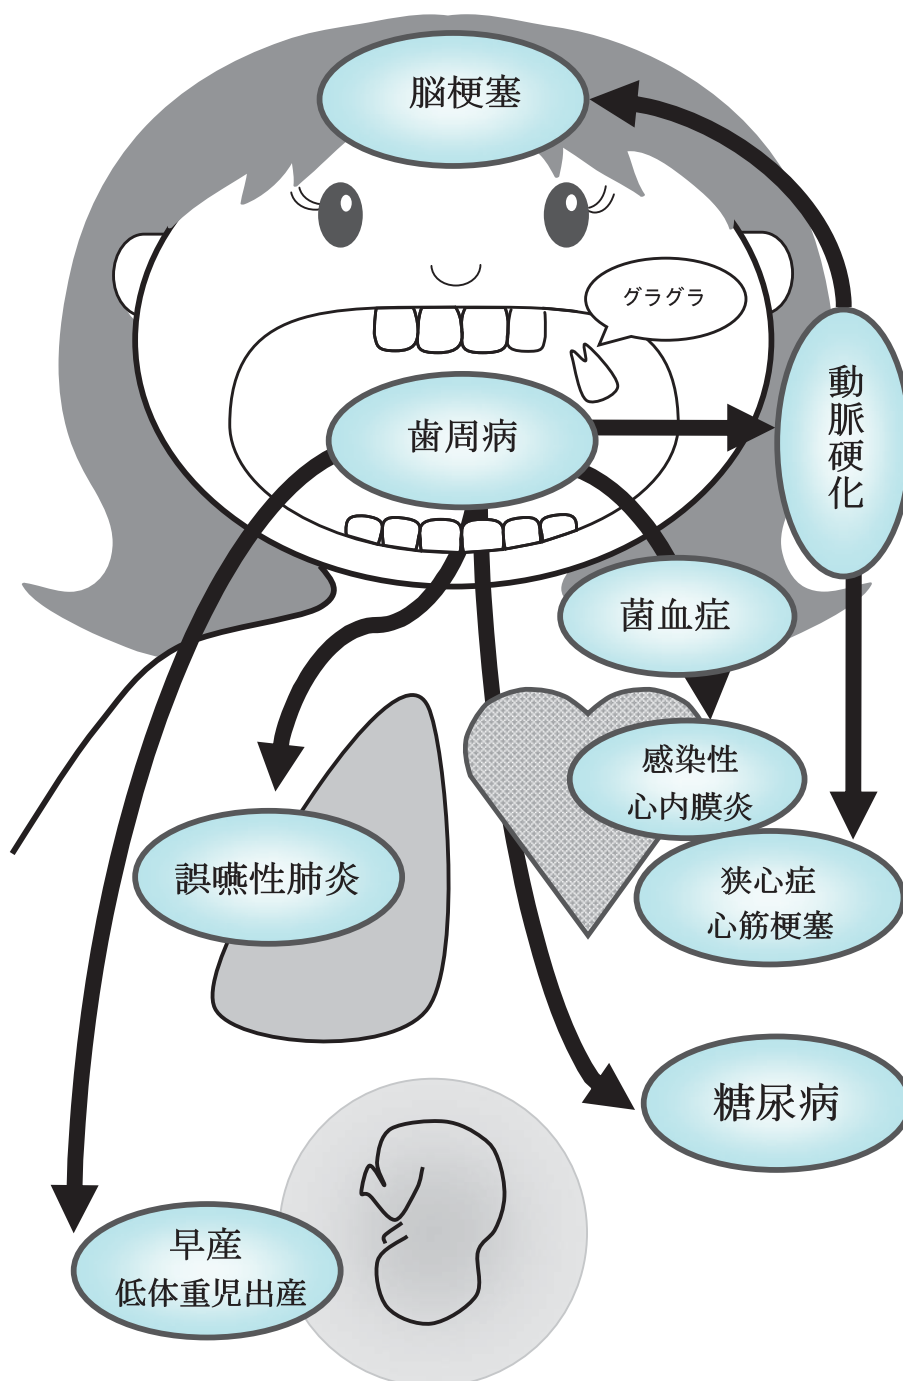 脳梗塞
グラグラ
歯周病
動脈硬化
菌血症
感染性
心内膜炎
誤嚥性肺炎
狭心症
心筋梗塞
糖尿病
早産
低体重児出産